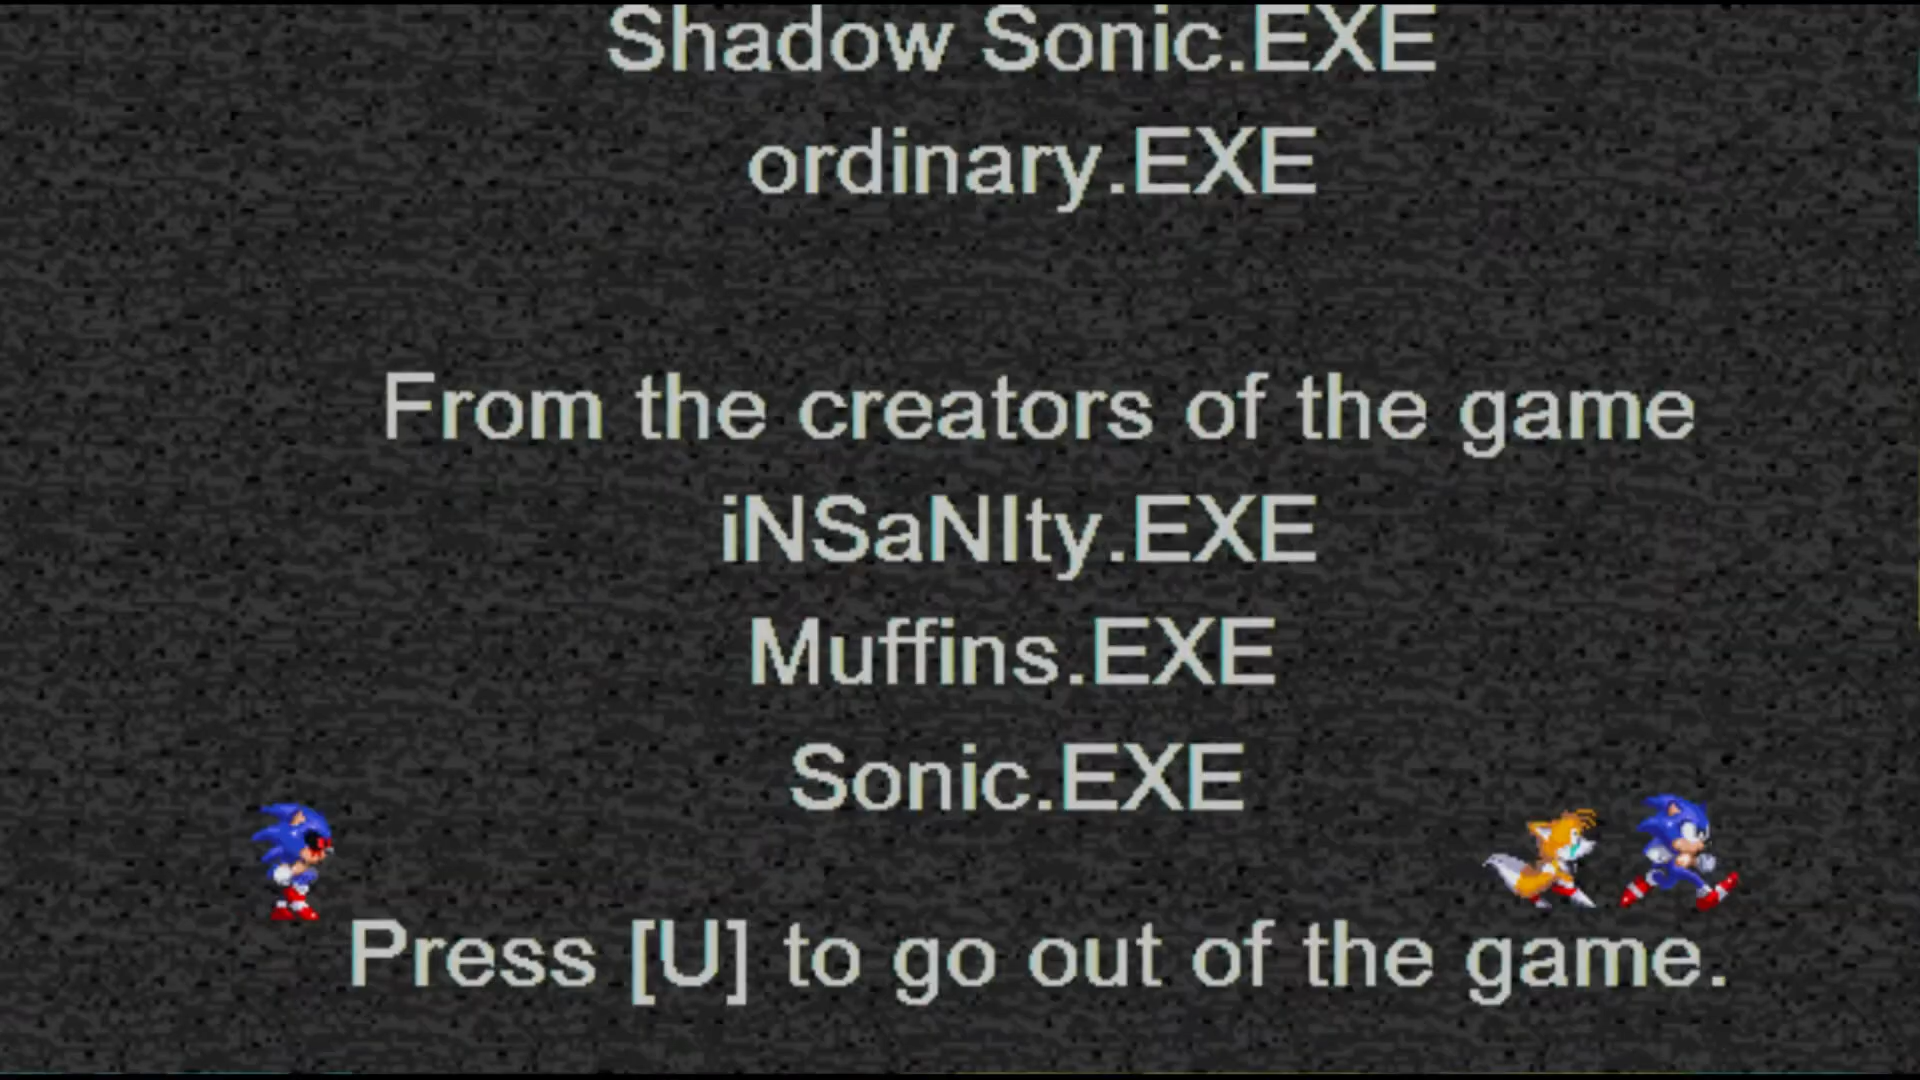 Shadow Sonic.EXE
ordinary.EXE
From the creators of the game
iNSaNIty.EXE
Muffins.EXE
Sonic.EXE
Press [U] to go out of the game.